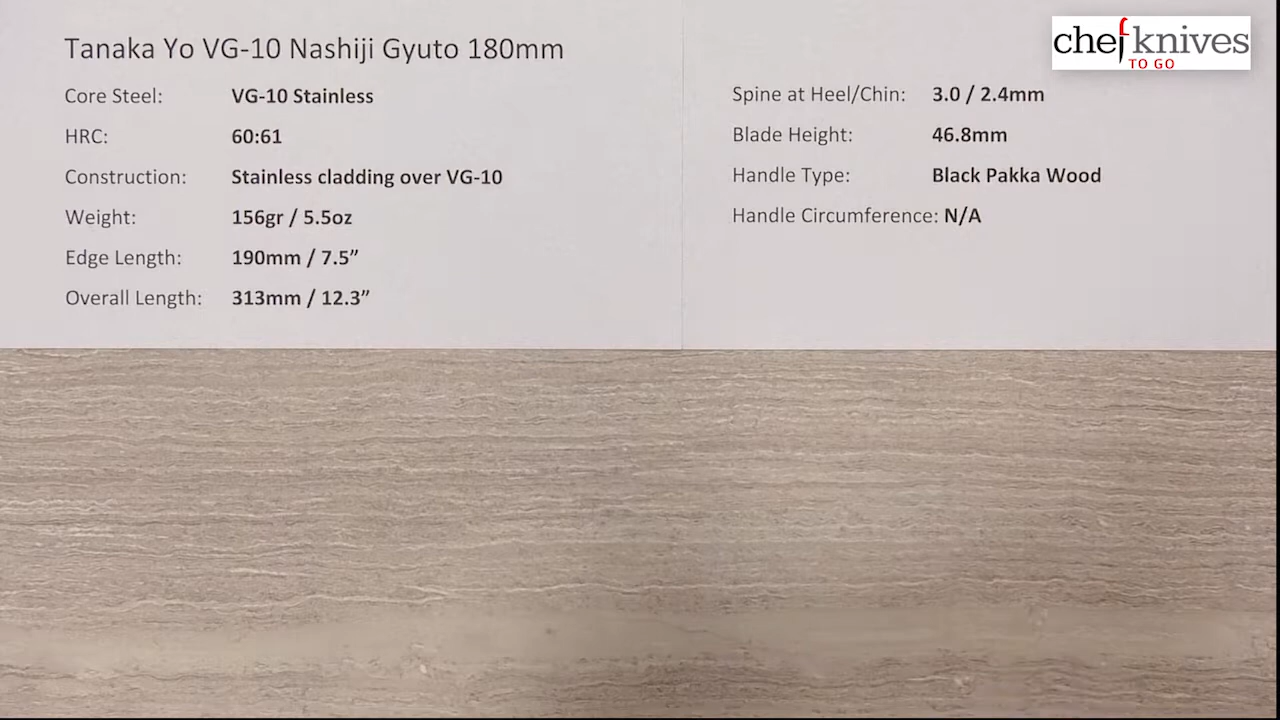 Tanaka Yo VG-10 Nashiji Gyuto 180mm
Core Steel: VG-10 Stainless
HRC: 60:61
Construction: Stainless cladding over VG-10
Weight: 156gr / 5.5oz
Edge Length: 190mm / 7.5”
Overall Length: 313mm / 12.3”
chefknives
TO GO
Spine at Heel/Chin: 3.0 / 2.4mm
Blade Height: 46.8mm
Handle Type: Black Pakka Wood
Handle Circumference: N/A